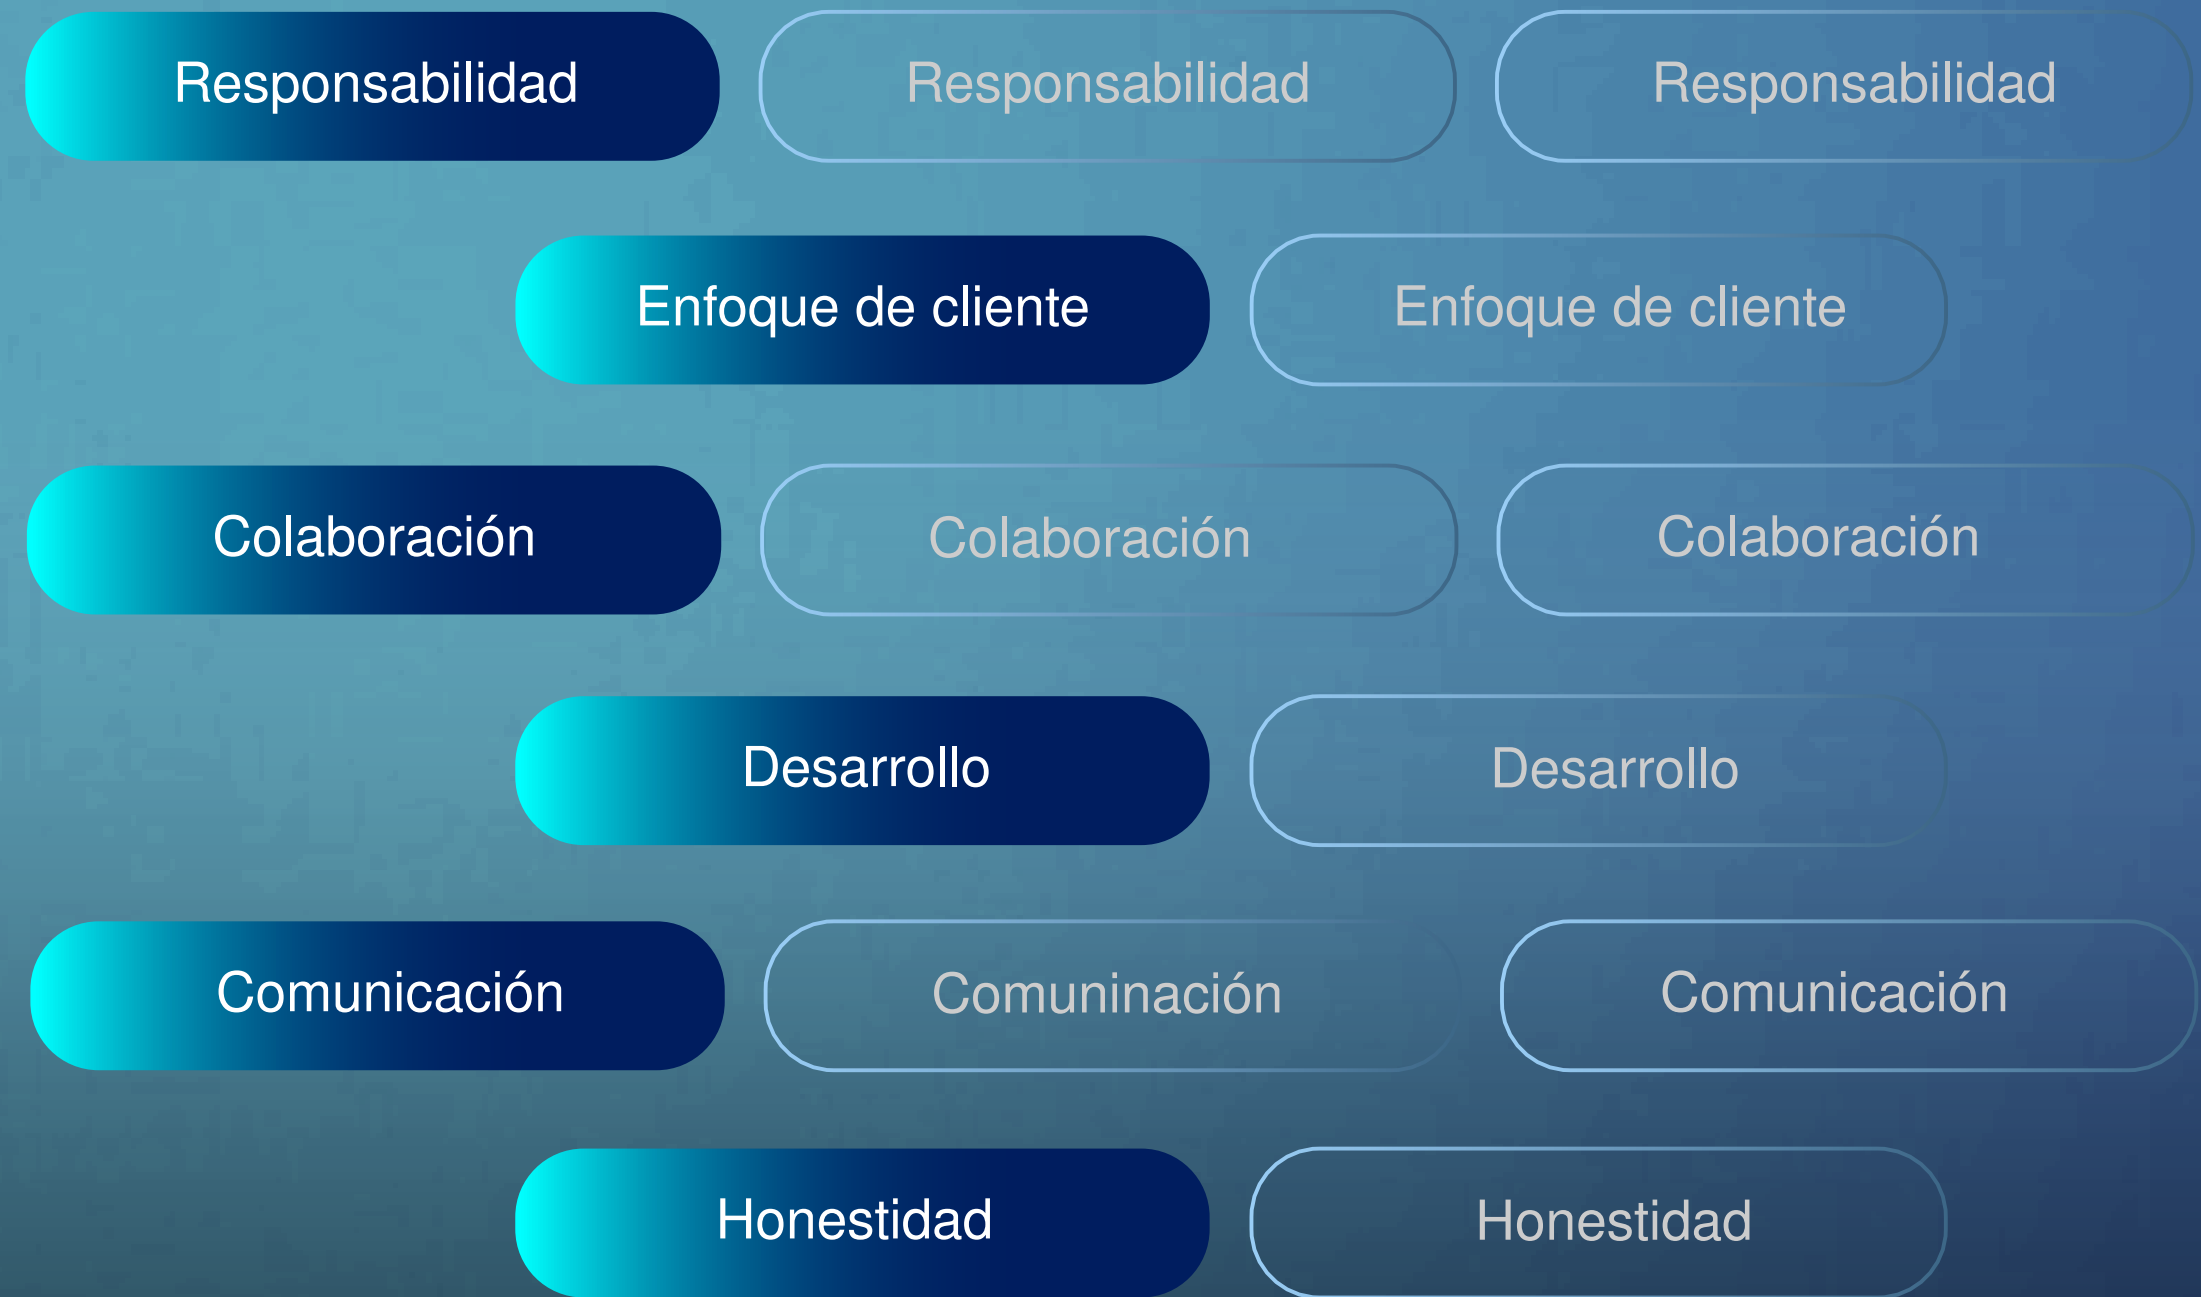 Responsabilidad Responsabilidad Responsabilidad
Enfoque de cliente Enfoque de cliente
Colaboración Colaboración Colaboración
Desarrollo Desarrollo
Comunicación Comuninación Comunicación
Honestidad Honestidad